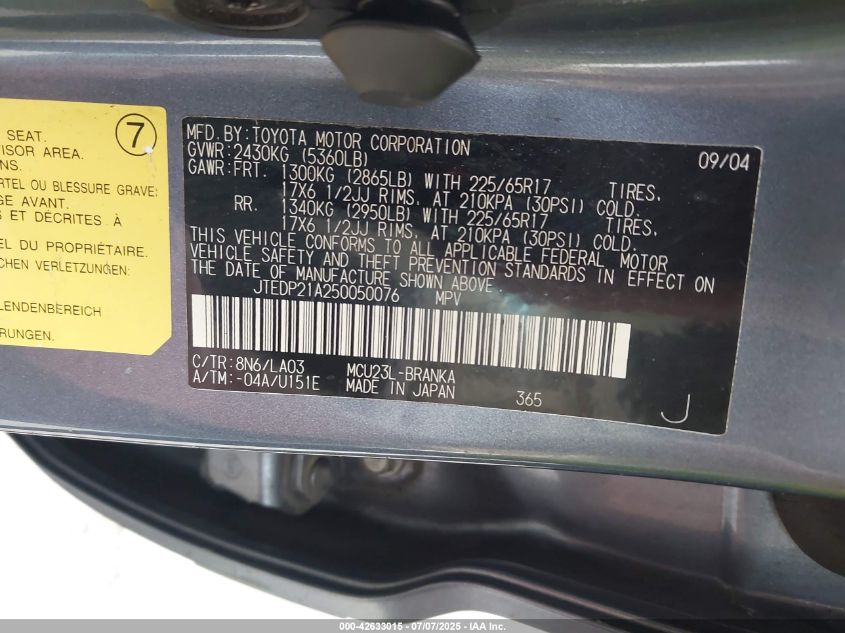 SEAT.
VISOR AREA.
NS.
RTEL OU BLESSURE GRAVE:
GE AVANT.
S ET DÉCRITES À
EL DU PROPRIÉTAIRE.
CHEN VERLETZUNGEN:
LENDENBEREICH
RUNGEN.
7
MFD. BY: TOYOTA MOTOR CORPORATION 09/04
GVWR: 2430KG (5360LB)
GAWR: FRT. 1300KG (2865LB) WITH 225/65R17 TIRES,
17X6 1/2JJ RIMS, AT 210KPA (30PSI) COLD.
RR. 1340KG (2950LB) WITH 225/65R17 TIRES,
17X6 1/2JJ RIMS, AT 210KPA (30PSI) COLD.
THIS VEHICLE CONFORMS TO ALL APPLICABLE FEDERAL MOTOR
VEHICLE SAFETY AND THEFT PREVENTION STANDARDS IN EFFECT ON
THE DATE OF MANUFACTURE SHOWN ABOVE.
JTEDP21A250050076 MPV
C/TR: 8N6/LA03 MCU23L-BRANKA
A/TM: -04A/U151E MADE IN JAPAN 365
J
000-42633015 - 07/07/2025 - IAA Inc.